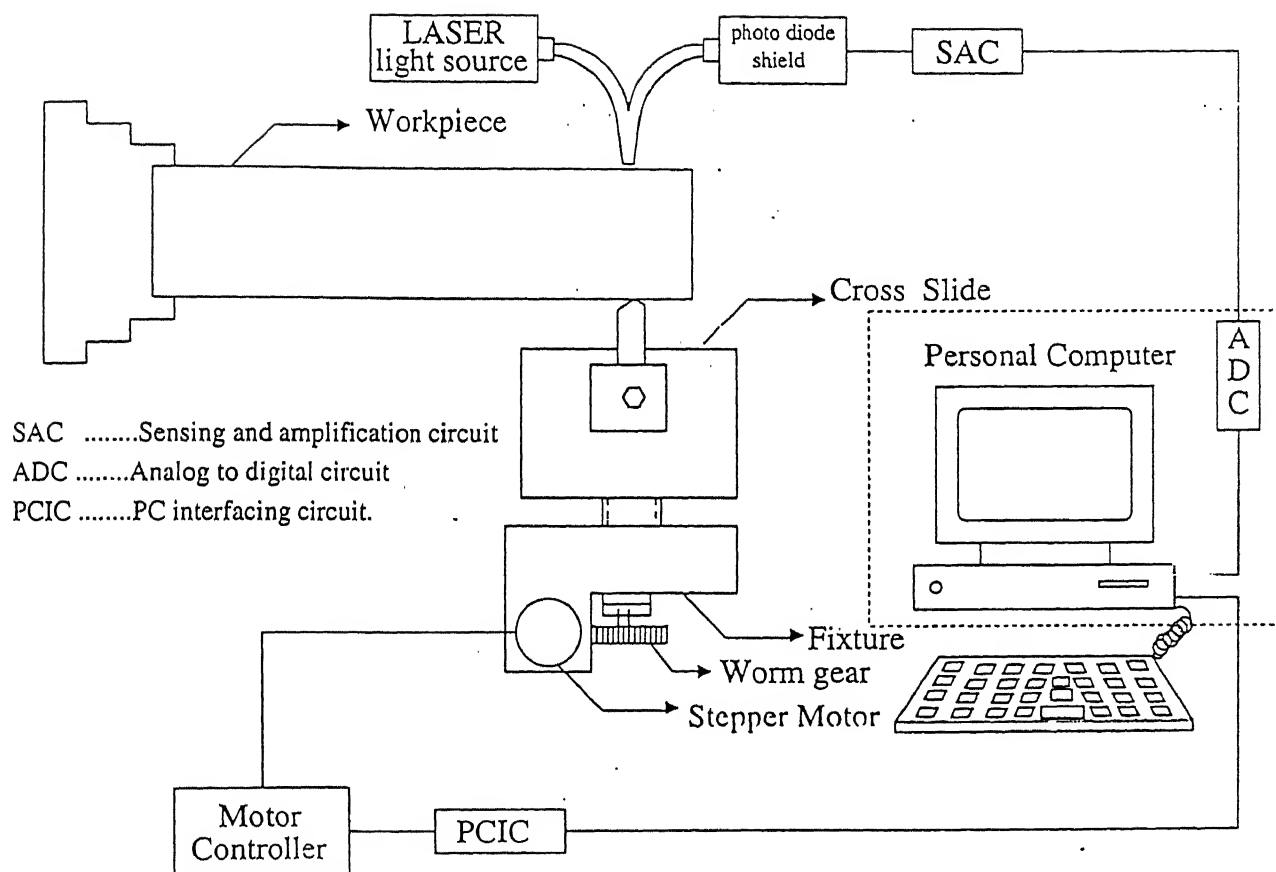 LASER
light source
photo diode
shield
SAC
Workpiece
Cross Slide
Personal Computer
A
D
C
SAC ........Sensing and amplification circuit
ADC ........Analog to digital circuit
PCIC ........PC interfacing circuit.
Fixture
Worm gear
Stepper Motor
Motor
Controller
PCIC